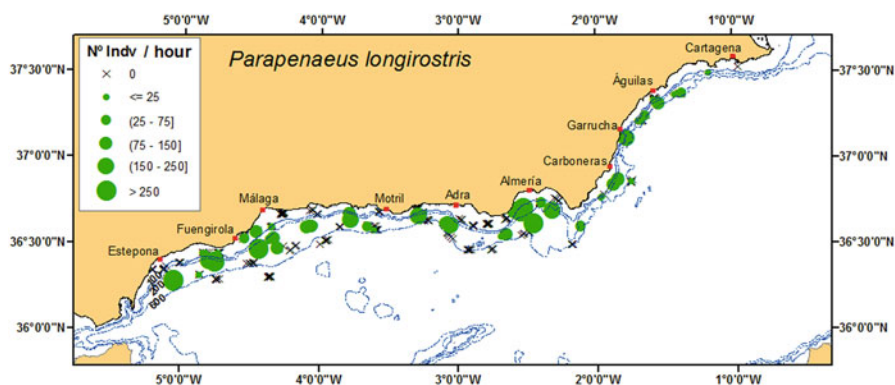 5°0'0"W 4°0'0"W 3°0'0"W 2°0'0"W 1°0'0"W
Nº Indv / hour
0
<= 25
(25 - 75]
(75 - 150]
(150 - 250]
> 250
Parapenaeus longirostris
Cartagena
Águilas
Garrucha
Carboneras
Almería
Adra
Motril
Málaga
Fuengirola
Estepona
100
200
500
37°30'0"N
37°0'0"N
36°30'0"N
36°0'0"N
37°30'0"N
37°0'0"N
36°30'0"N
36°0'0"N
5°0'0"W 4°0'0"W 3°0'0"W 2°0'0"W 1°0'0"W